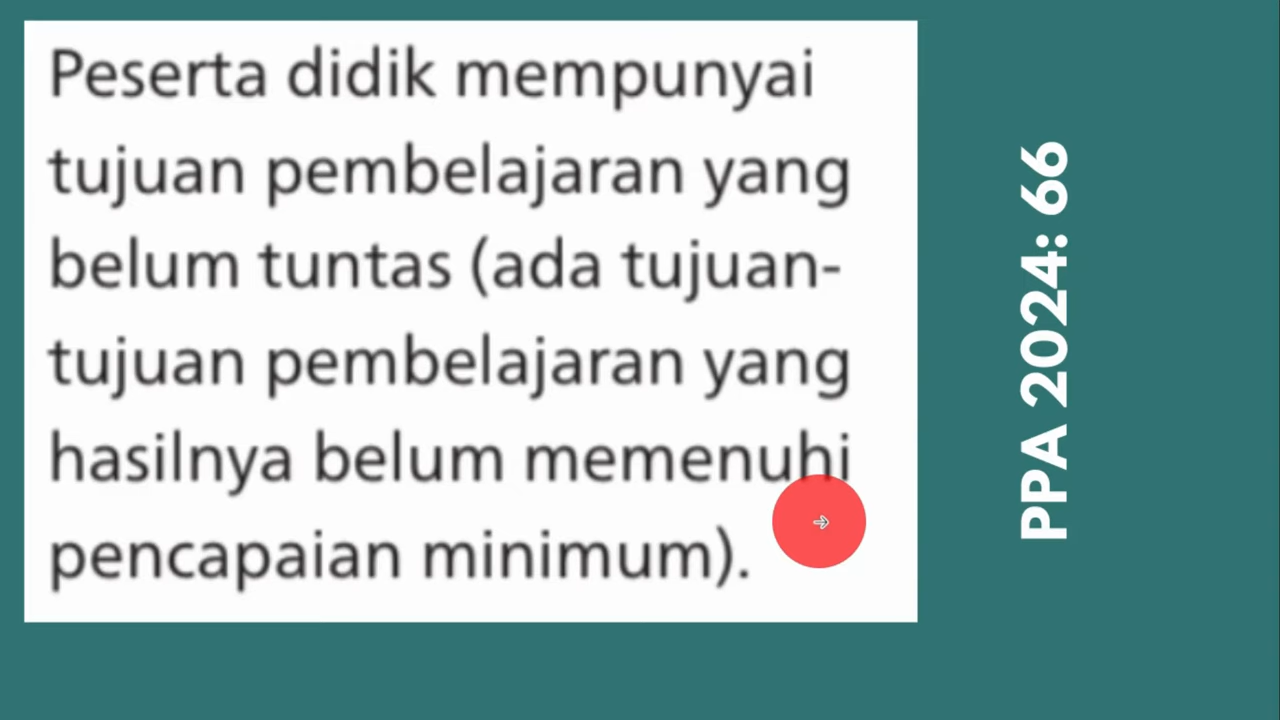 Peserta didik mempunyai
tujuan pembelajaran yang
belum tuntas (ada tujuan-
tujuan pembelajaran yang
hasilnya belum memenuhi
pencapaian minimum).
PPA 2024: 66